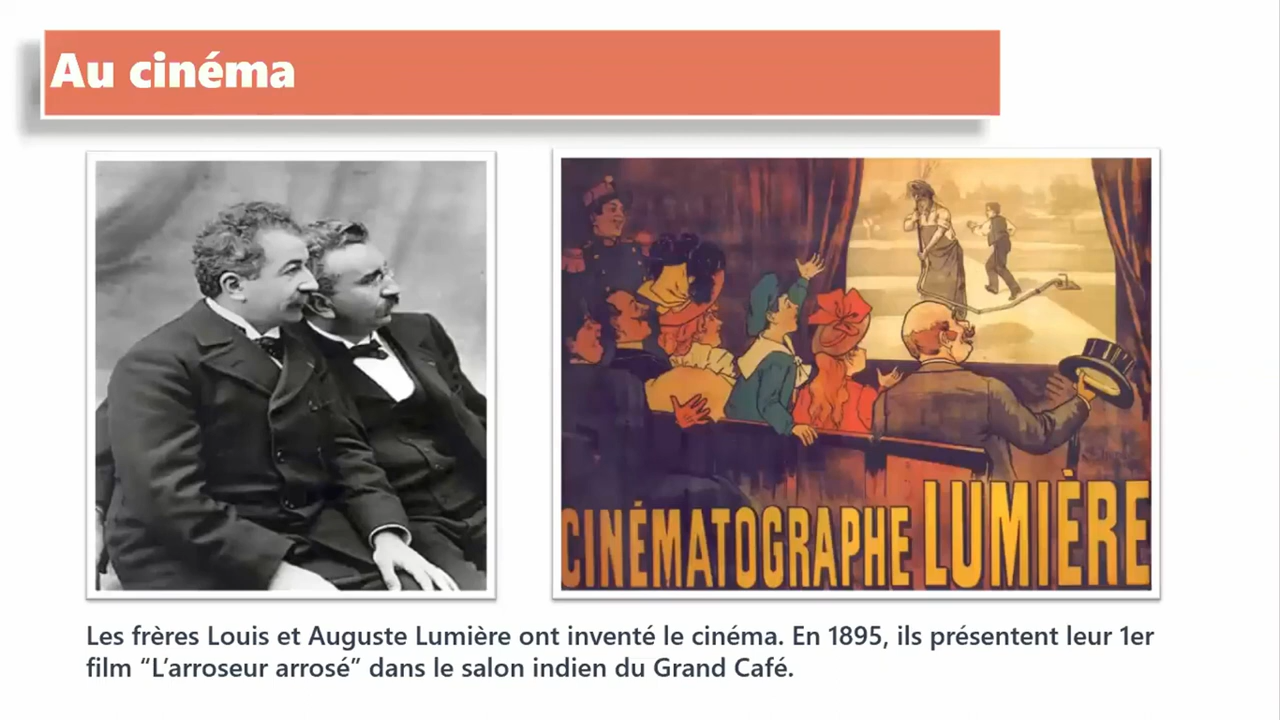 Au cinéma
CINÉMATOGRAPHE LUMIÈRE
Les frères Louis et Auguste Lumière ont inventé le cinéma. En 1895, ils présentent leur 1er
film “L’arroseur arrosé” dans le salon indien du Grand Café.